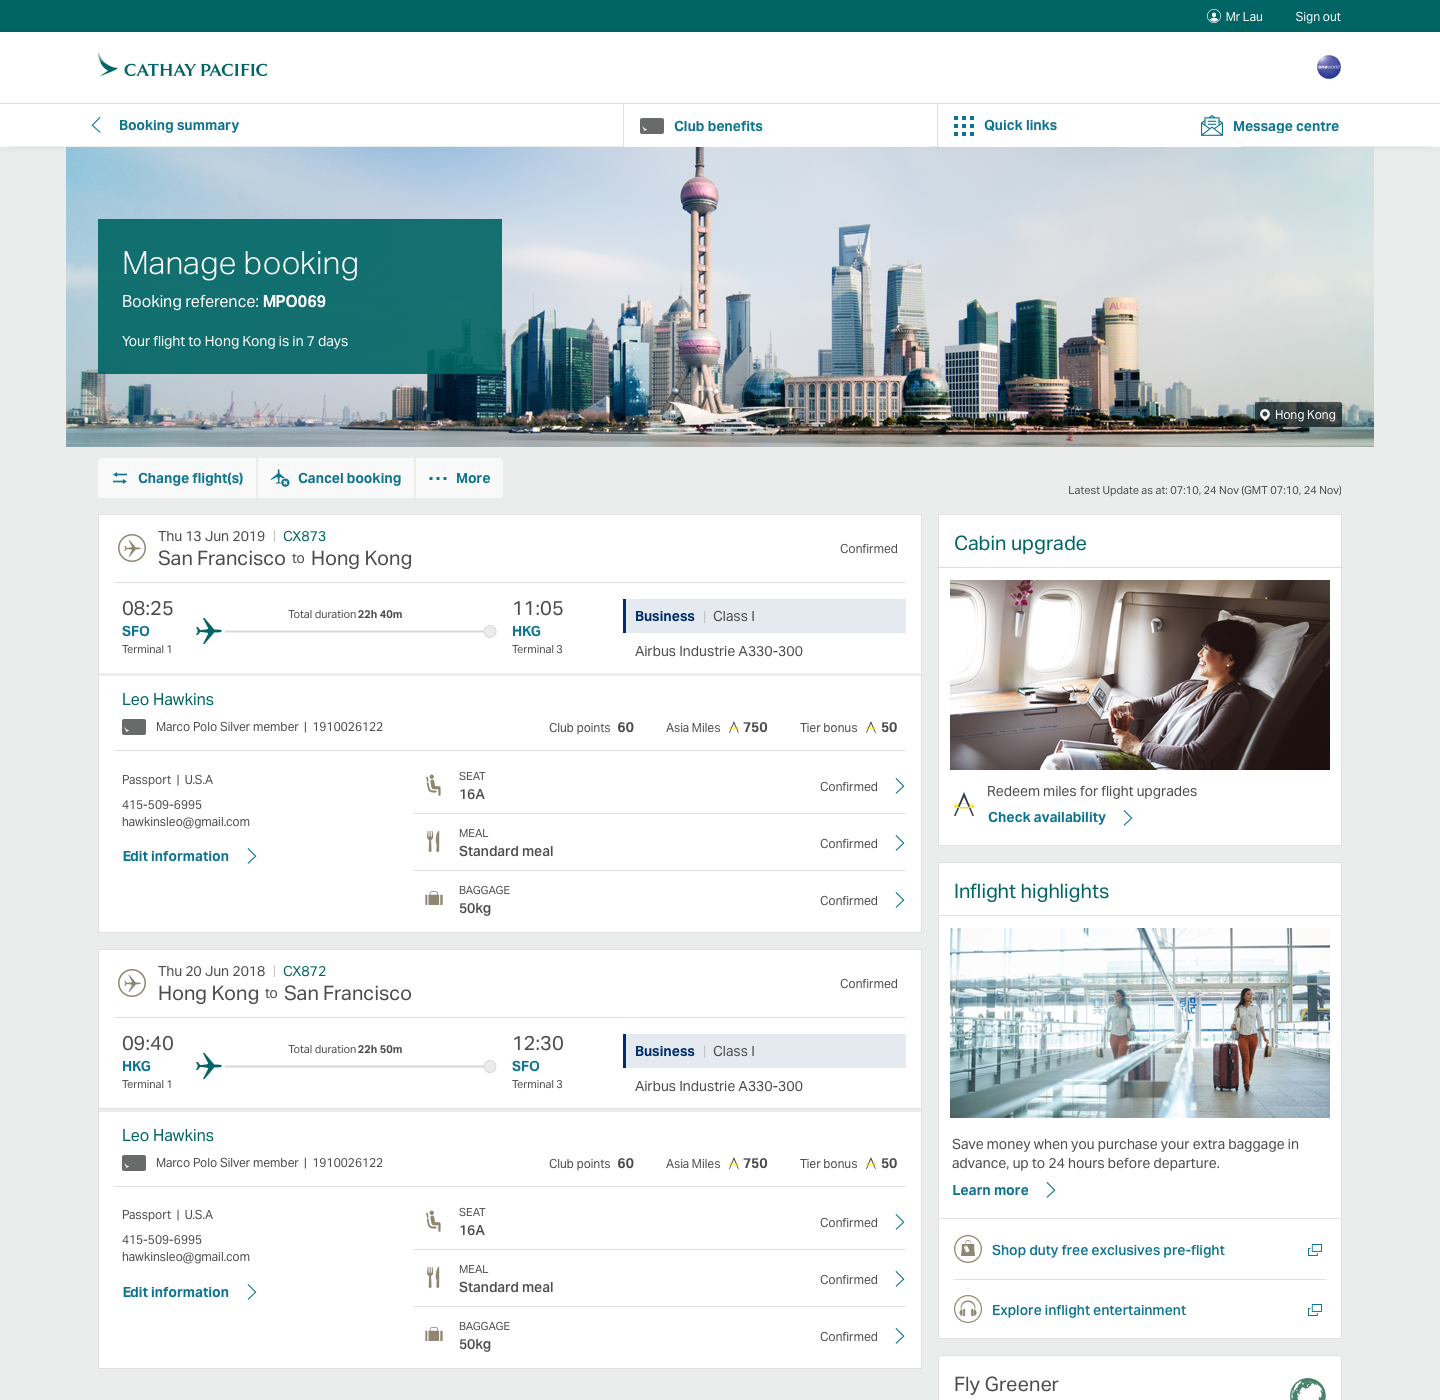 Mr Lau
Sign out
CATHAY PACIFIC
oneworld
Booking summary
Club benefits
Quick links
Message centre
Manage booking
Booking reference: MPO069
Your flight to Hong Kong is in 7 days
Hong Kong
Change flight(s)
Cancel booking
More
Latest Update as at: 07:10, 24 Nov (GMT 07:10, 24 Nov)
Thu 13 Jun 2019 | CX873
San Francisco to Hong Kong
Confirmed
08:25
SFO
Terminal 1
Total duration 22h 40m
11:05
HKG
Terminal 3
Business | Class I
Airbus Industrie A330-300
Leo Hawkins
Marco Polo Silver member | 1910026122
Club points 60
Asia Miles 750
Tier bonus 50
Passport | U.S.A
415-509-6995
hawkinsleo@gmail.com
Edit information
SEAT
16A
Confirmed
MEAL
Standard meal
Confirmed
BAGGAGE
50kg
Confirmed
Thu 20 Jun 2018 | CX872
Hong Kong to San Francisco
Confirmed
09:40
HKG
Terminal 1
Total duration 22h 50m
12:30
SFO
Terminal 3
Business | Class I
Airbus Industrie A330-300
Leo Hawkins
Marco Polo Silver member | 1910026122
Club points 60
Asia Miles 750
Tier bonus 50
Passport | U.S.A
415-509-6995
hawkinsleo@gmail.com
Edit information
SEAT
16A
Confirmed
MEAL
Standard meal
Confirmed
BAGGAGE
50kg
Confirmed
Cabin upgrade
Redeem miles for flight upgrades
Check availability
Inflight highlights
Save money when you purchase your extra baggage in
advance, up to 24 hours before departure.
Learn more
Shop duty free exclusives pre-flight
Explore inflight entertainment
Fly Greener